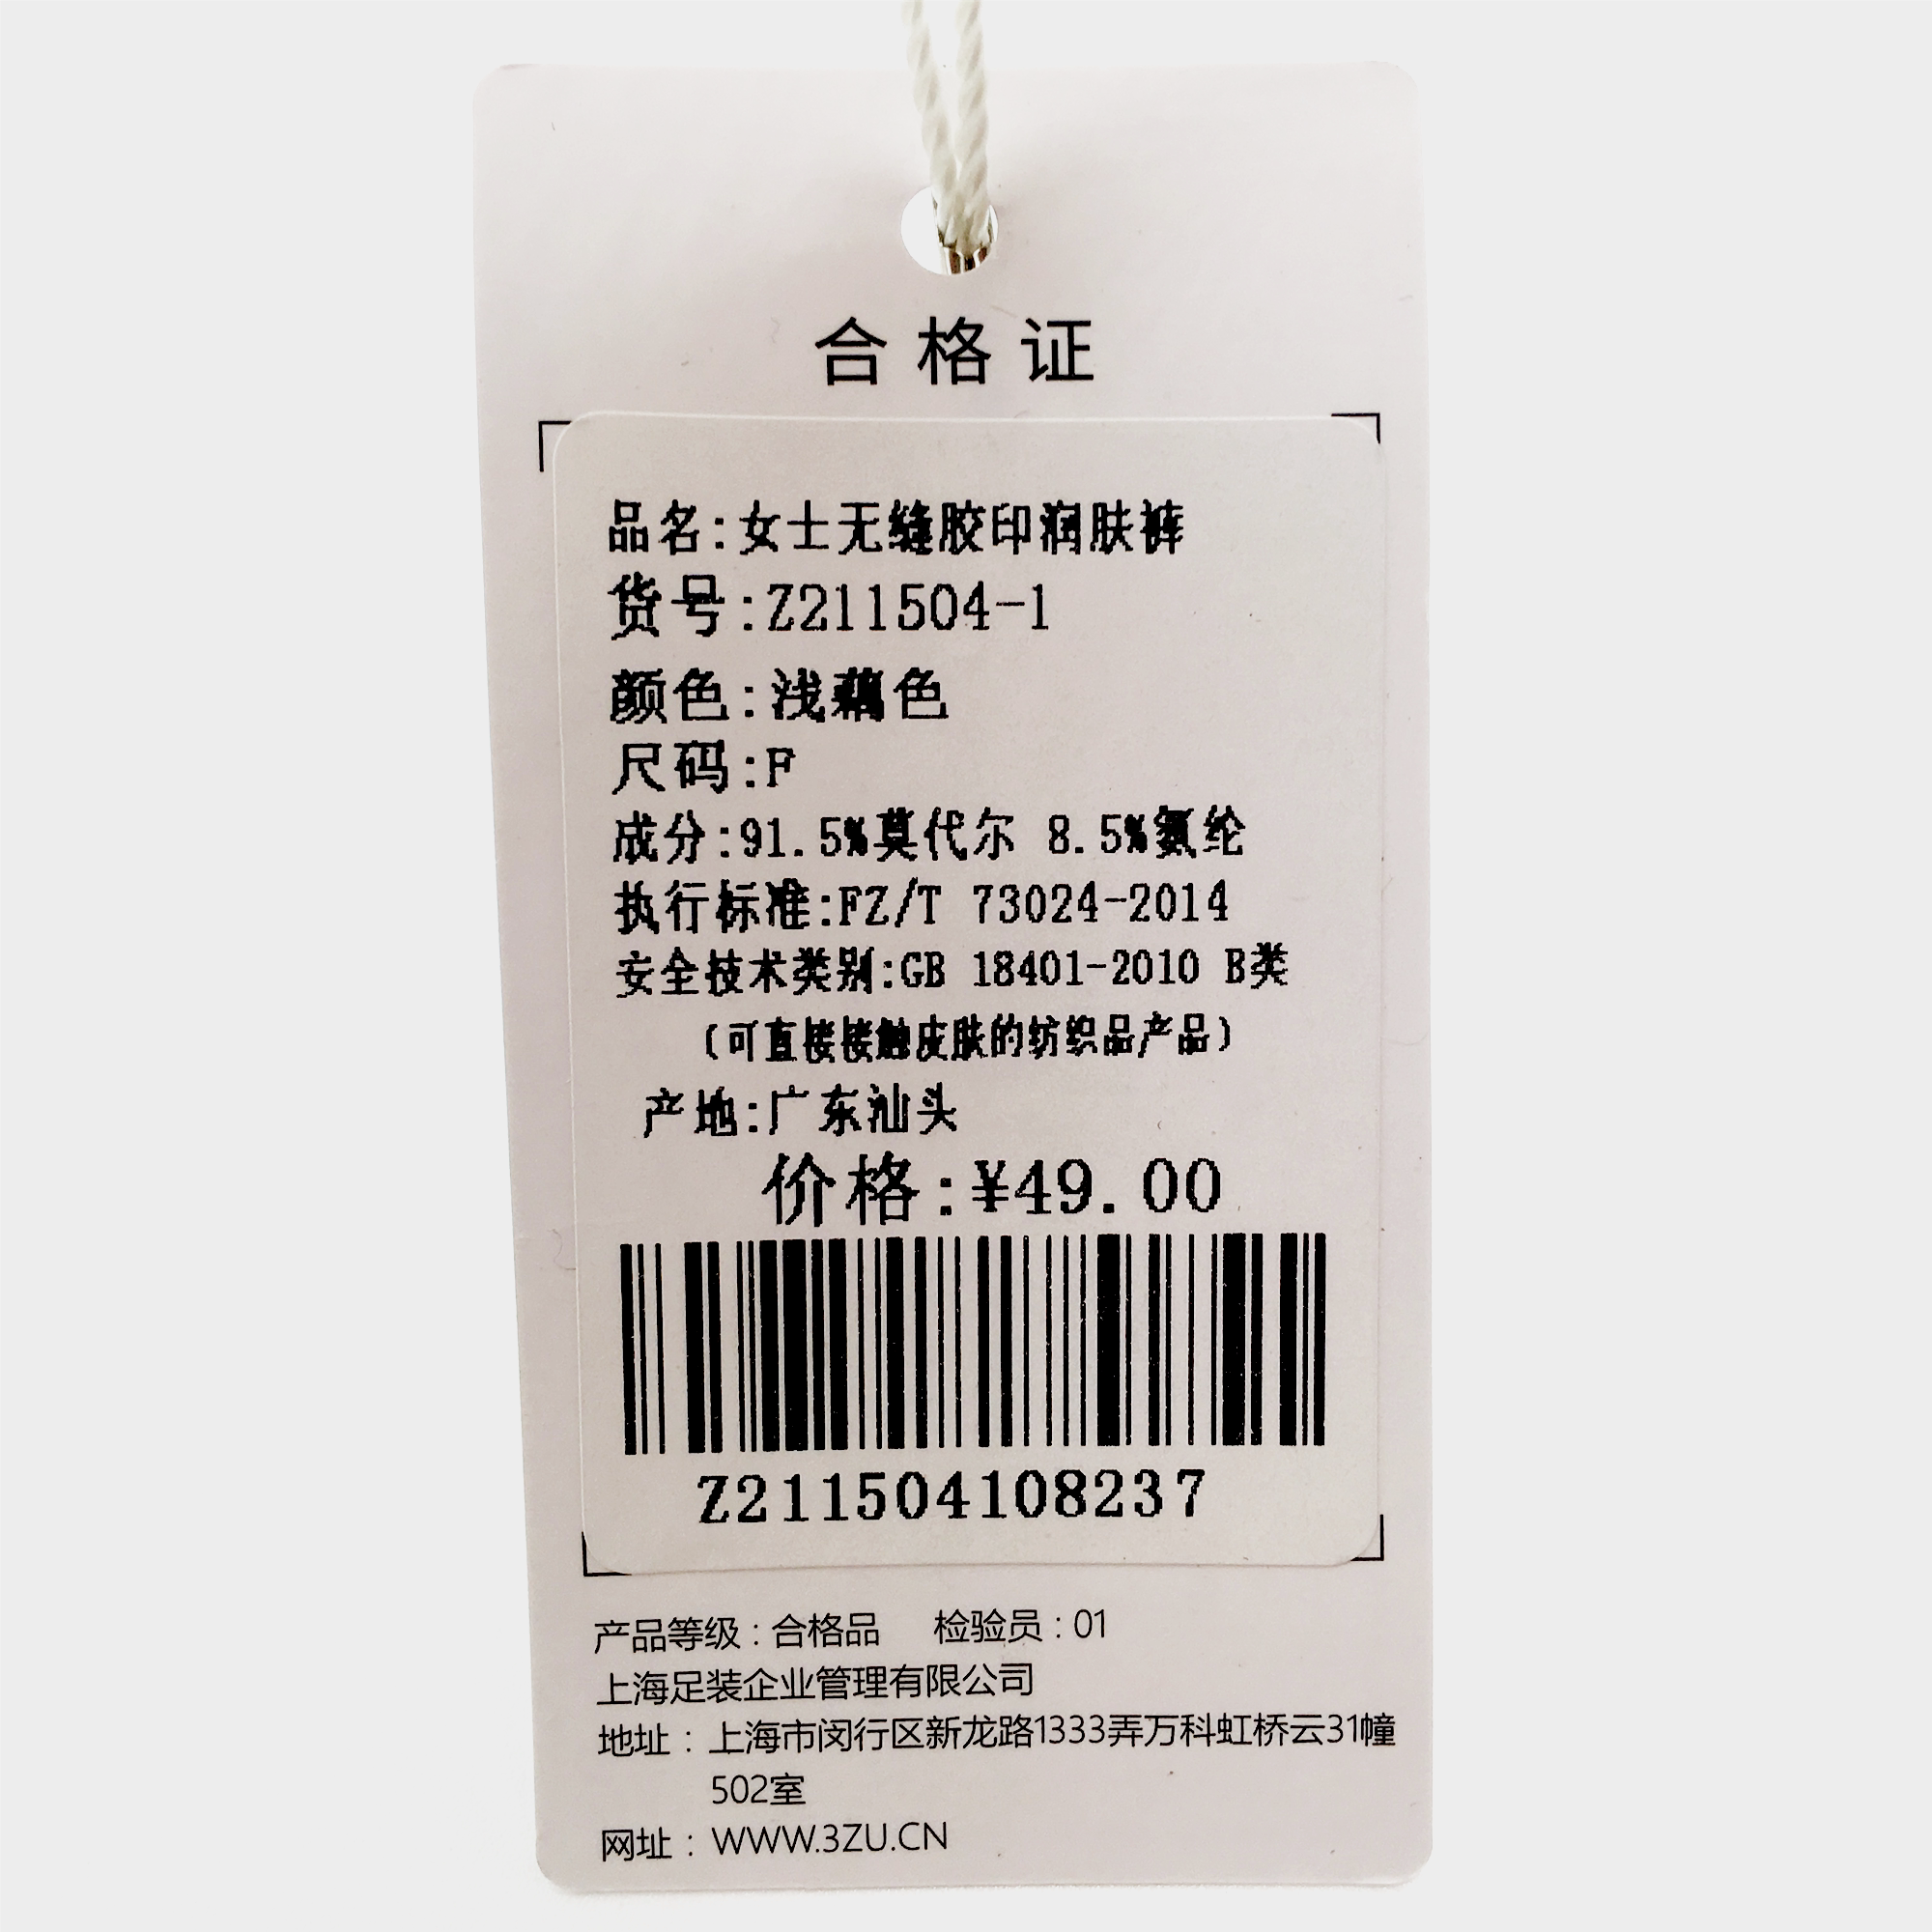 合格证
品名:女士无缝胶印润肤裤
货号:Z211504-1
颜色:浅藕色
尺码:F
成分:91.5%莫代尔 8.5%氨纶
执行标准:FZ/T 73024-2014
安全技术类别:GB 18401-2010 B类
(可直接接触皮肤的纺织品产品)
产地:广东汕头
价格:¥49.00
Z211504108237
产品等级:合格品 检验员:01
上海足装企业管理有限公司
地址:上海市闵行区新龙路1333弄万科虹桥云31幢
502室
网址:WWW.3ZU.CN